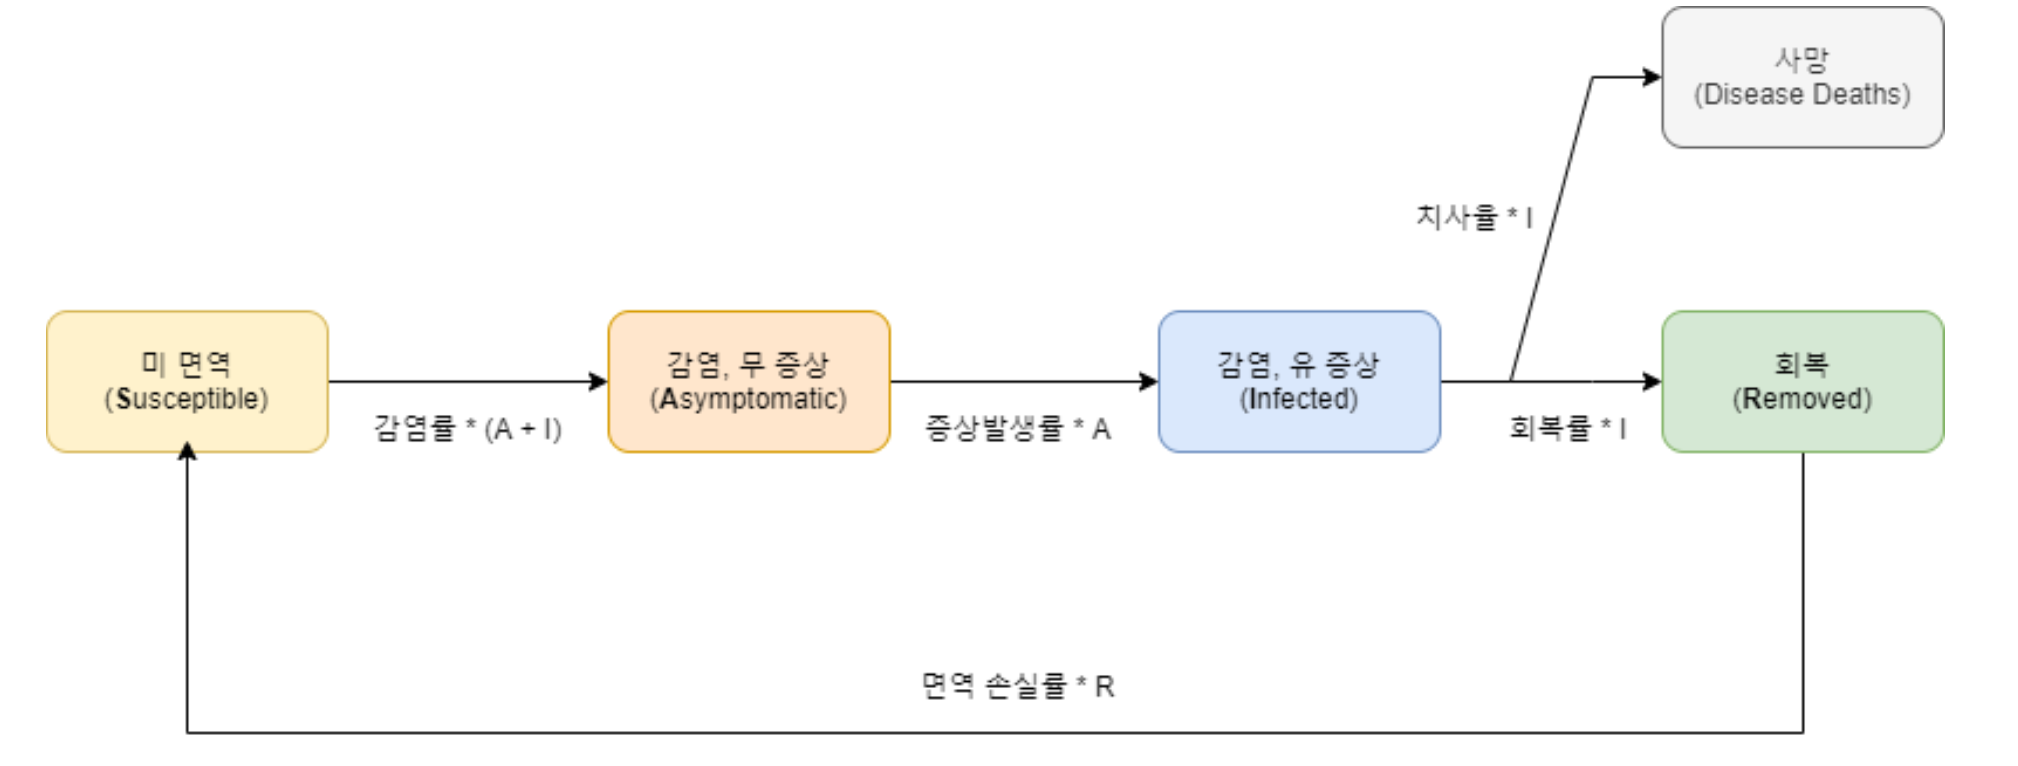 사망
(Disease Deaths)
치사율 * I
미 면역
(Susceptible)
감염률 * (A + I)
감염, 무 증상
(Asymptomatic)
증상발생률 * A
감염, 유 증상
(Infected)
회복률 * I
회복
(Removed)
면역 손실률 * R